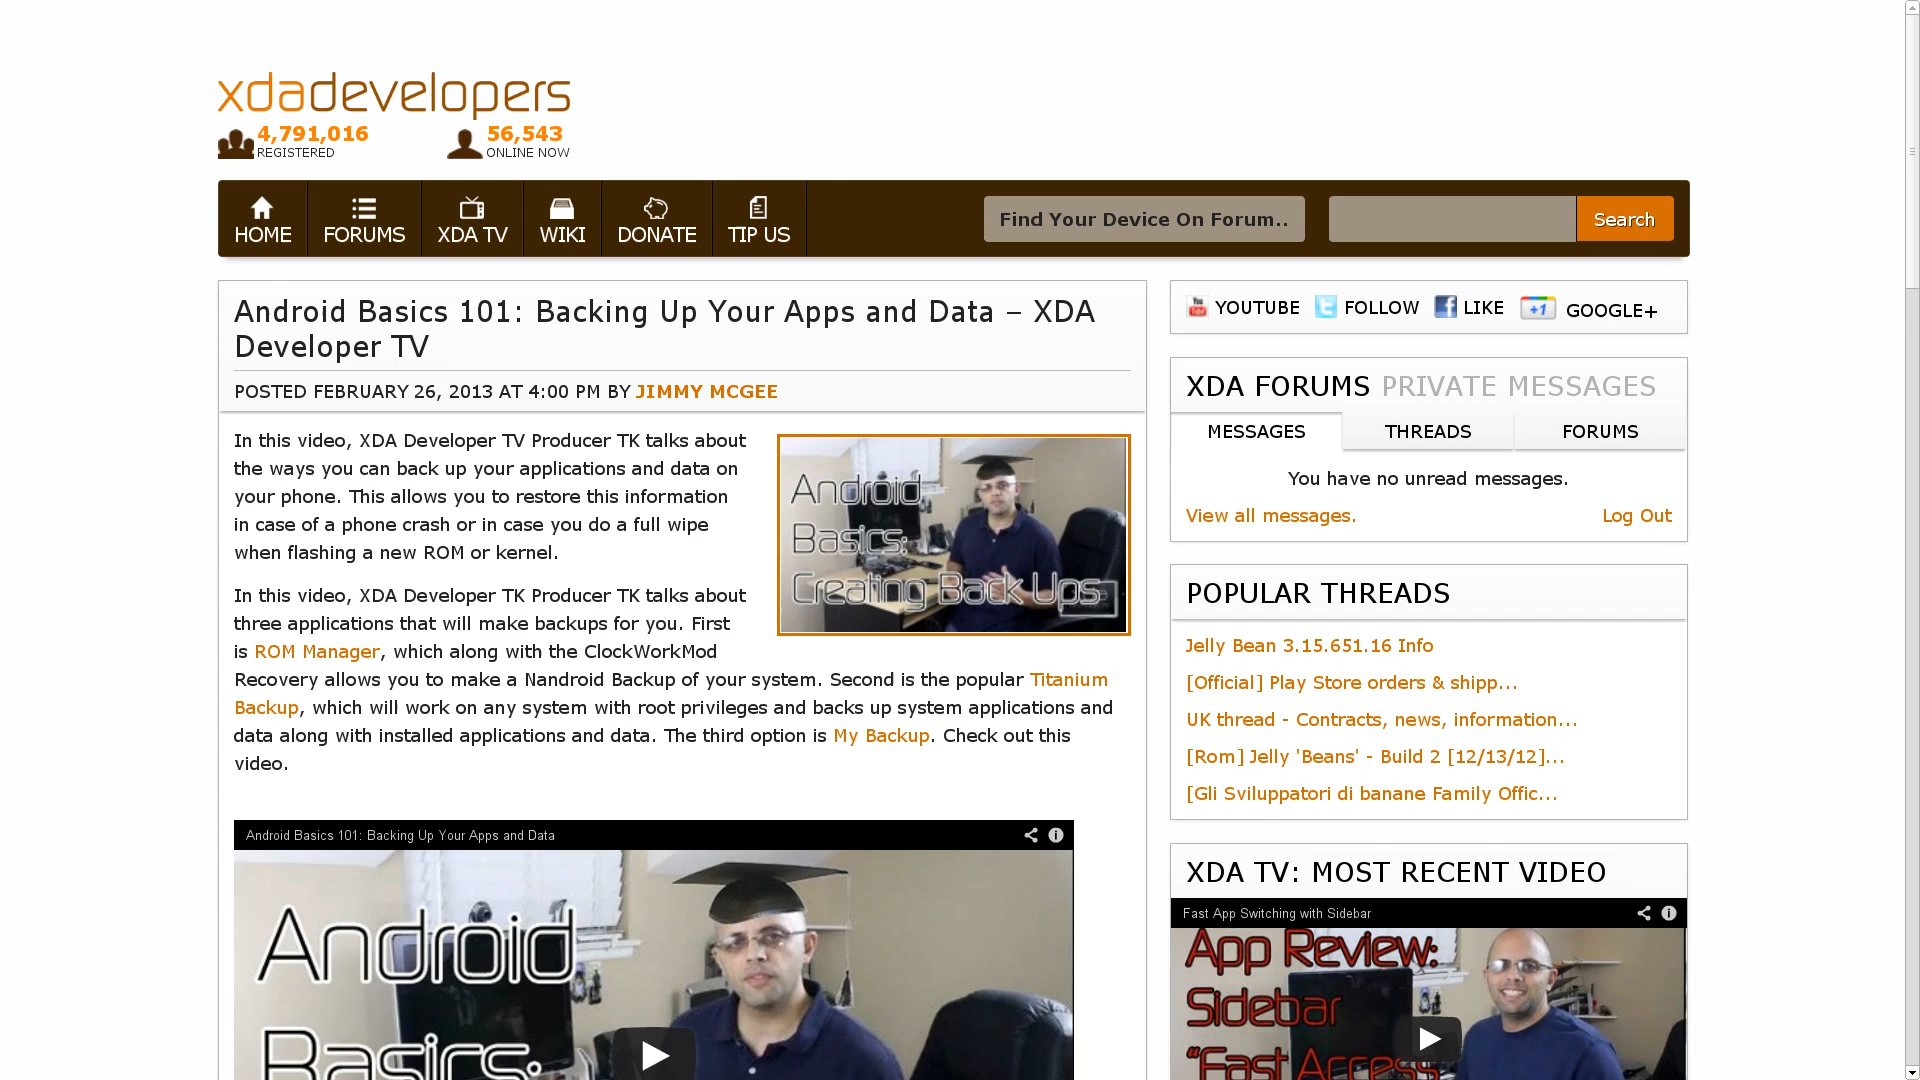 xdadevelopers
4,791,016
REGISTERED
56,543
ONLINE NOW
HOME
FORUMS
XDA TV
WIKI
DONATE
TIP US
Find Your Device On Forum..
Search
Android Basics 101: Backing Up Your Apps and Data – XDA
Developer TV
POSTED FEBRUARY 26, 2013 AT 4:00 PM BY JIMMY MCGEE
In this video, XDA Developer TV Producer TK talks about
the ways you can back up your applications and data on
your phone. This allows you to restore this information
in case of a phone crash or in case you do a full wipe
when flashing a new ROM or kernel.
Android
Basics:
Creating Back Ups
In this video, XDA Developer TK Producer TK talks about
three applications that will make backups for you. First
is ROM Manager, which along with the ClockWorkMod
Recovery allows you to make a Nandroid Backup of your system. Second is the popular Titanium
Backup, which will work on any system with root privileges and backs up system applications and
data along with installed applications and data. The third option is My Backup. Check out this
video.
Android Basics 101: Backing Up Your Apps and Data
Android
Basics:
You
YOUTUBE
FOLLOW
LIKE
+1
GOOGLE+
XDA FORUMS PRIVATE MESSAGES
MESSAGES
THREADS
FORUMS
You have no unread messages.
View all messages.
Log Out
POPULAR THREADS
Jelly Bean 3.15.651.16 Info
[Official] Play Store orders & shipp...
UK thread - Contracts, news, information...
[Rom] Jelly 'Beans' - Build 2 [12/13/12]...
[Gli Sviluppatori di banane Family Offic...
XDA TV: MOST RECENT VIDEO
Fast App Switching with Sidebar
App Review:
Sidebar
"Fast Access